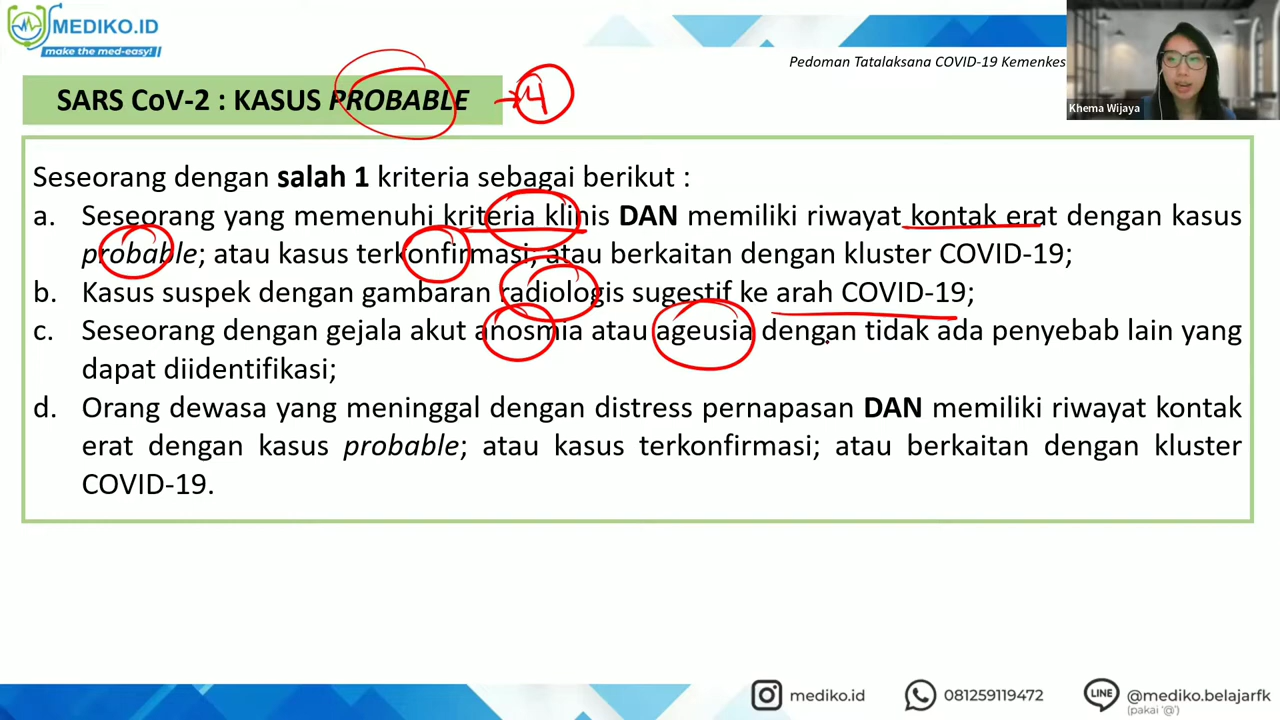 MEDIKO.ID
make the med-easy!
Pedoman Tatalaksana COVID-19 Kemenkes
Khema Wijaya
SARS CoV-2 : KASUS PROBABLE
4
Seseorang dengan salah 1 kriteria sebagai berikut :
a. Seseorang yang memenuhi kriteria klinis DAN memiliki riwayat kontak erat dengan kasus
probable; atau kasus terkonfirmasi; atau berkaitan dengan kluster COVID-19;
b. Kasus suspek dengan gambaran radiologis sugestif ke arah COVID-19;
c. Seseorang dengan gejala akut anosmia atau ageusia dengan tidak ada penyebab lain yang
dapat diidentifikasi;
d. Orang dewasa yang meninggal dengan distress pernapasan DAN memiliki riwayat kontak
erat dengan kasus probable; atau kasus terkonfirmasi; atau berkaitan dengan kluster
COVID-19.
mediko.id
081259119472
LINE
@mediko.belajarfk
(pakai '@')